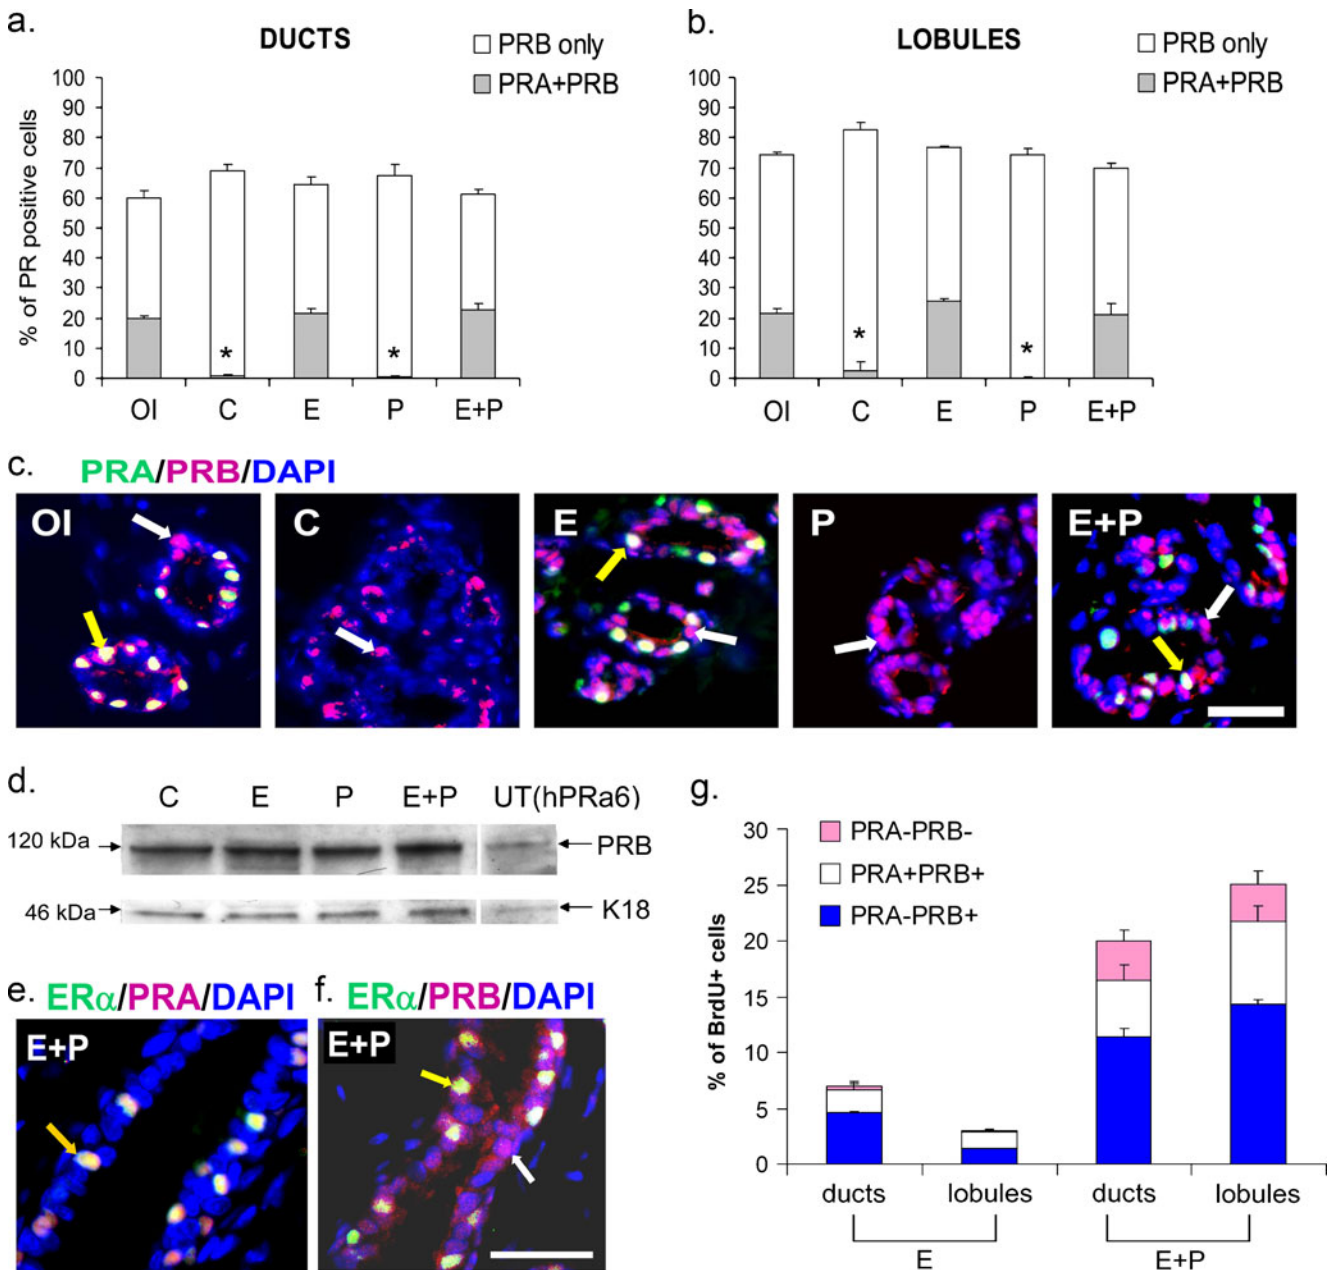 a.
DUCTS
PRB only
PRA+PRB
% of PR positive cells
100
90
80
70
60
50
40
30
20
10
0
*
*
OI C E P E+P
b.
LOBULES
PRB only
PRA+PRB
100
90
80
70
60
50
40
30
20
10
0
*
*
OI C E P E+P
c.
PRA/PRB/DAPI
OI
C
E
P
E+P
d.
C E P E+P UT(hPRa6)
120 kDa
PRB
46 kDa
K18
e.
ERα/PRA/DAPI
E+P
f.
ERα/PRB/DAPI
E+P
g.
PRA-PRB-
PRA+PRB+
PRA-PRB+
% of BrdU+ cells
30
25
20
15
10
5
0
ducts lobules ducts lobules
E E+P